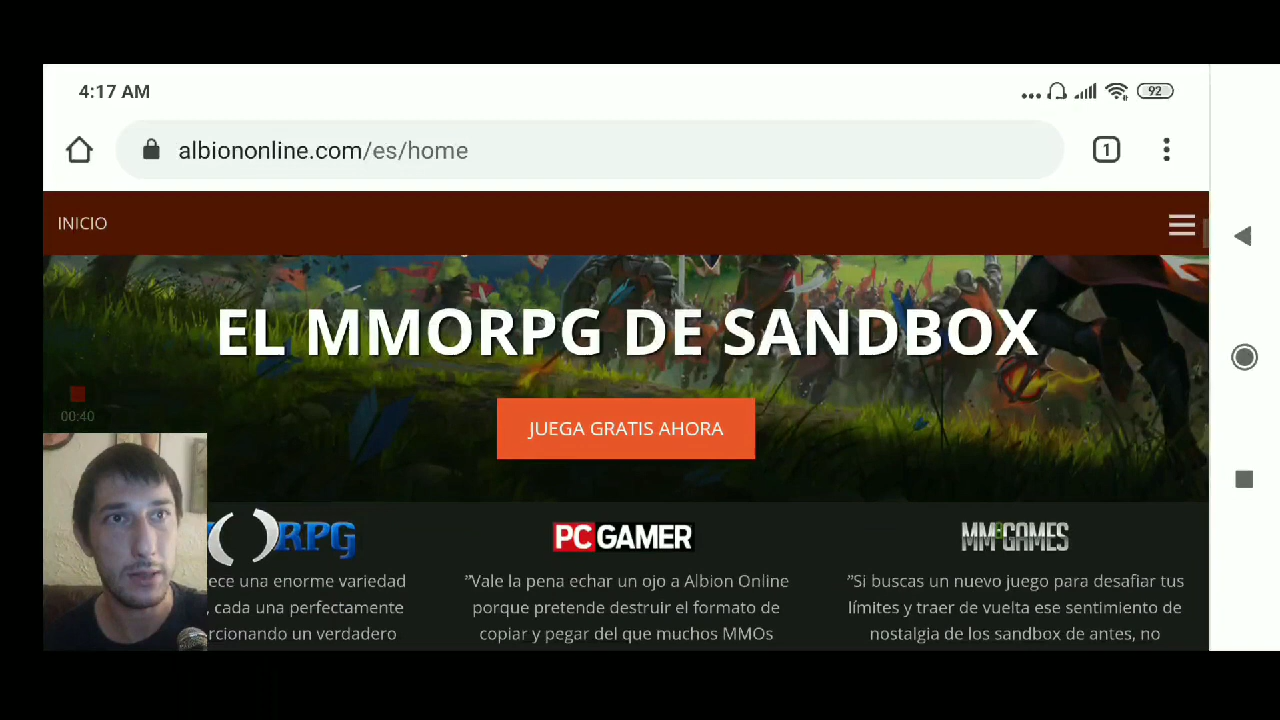 4:17 AM
92
albiononline.com/es/home
1
INICIO
EL MMORPG DE SANDBOX
00:40
JUEGA GRATIS AHORA
RPG
PC GAMER
MMOGAMES
ece una enorme variedad
, cada una perfectamente
rcionando un verdadero
"Vale la pena echar un ojo a Albion Online
porque pretende destruir el formato de
copiar y pegar del que muchos MMOs
"Si buscas un nuevo juego para desafiar tus
límites y traer de vuelta ese sentimiento de
nostalgia de los sandbox de antes, no